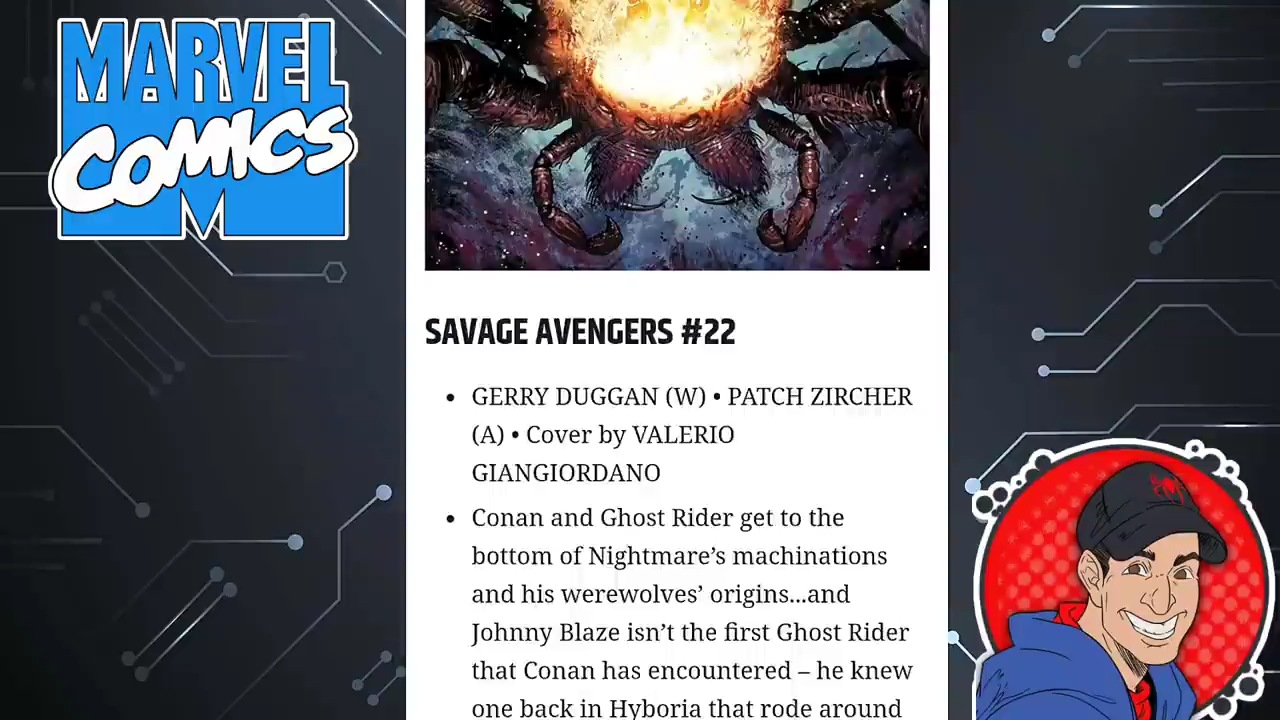 MARVEL
COMICS
M
SAVAGE AVENGERS #22
• GERRY DUGGAN (W) • PATCH ZIRCHER
(A) • Cover by VALERIO
GIANGIORDANO
• Conan and Ghost Rider get to the
bottom of Nightmare’s machinations
and his werewolves’ origins...and
Johnny Blaze isn’t the first Ghost Rider
that Conan has encountered – he knew
one back in Hyboria that rode around